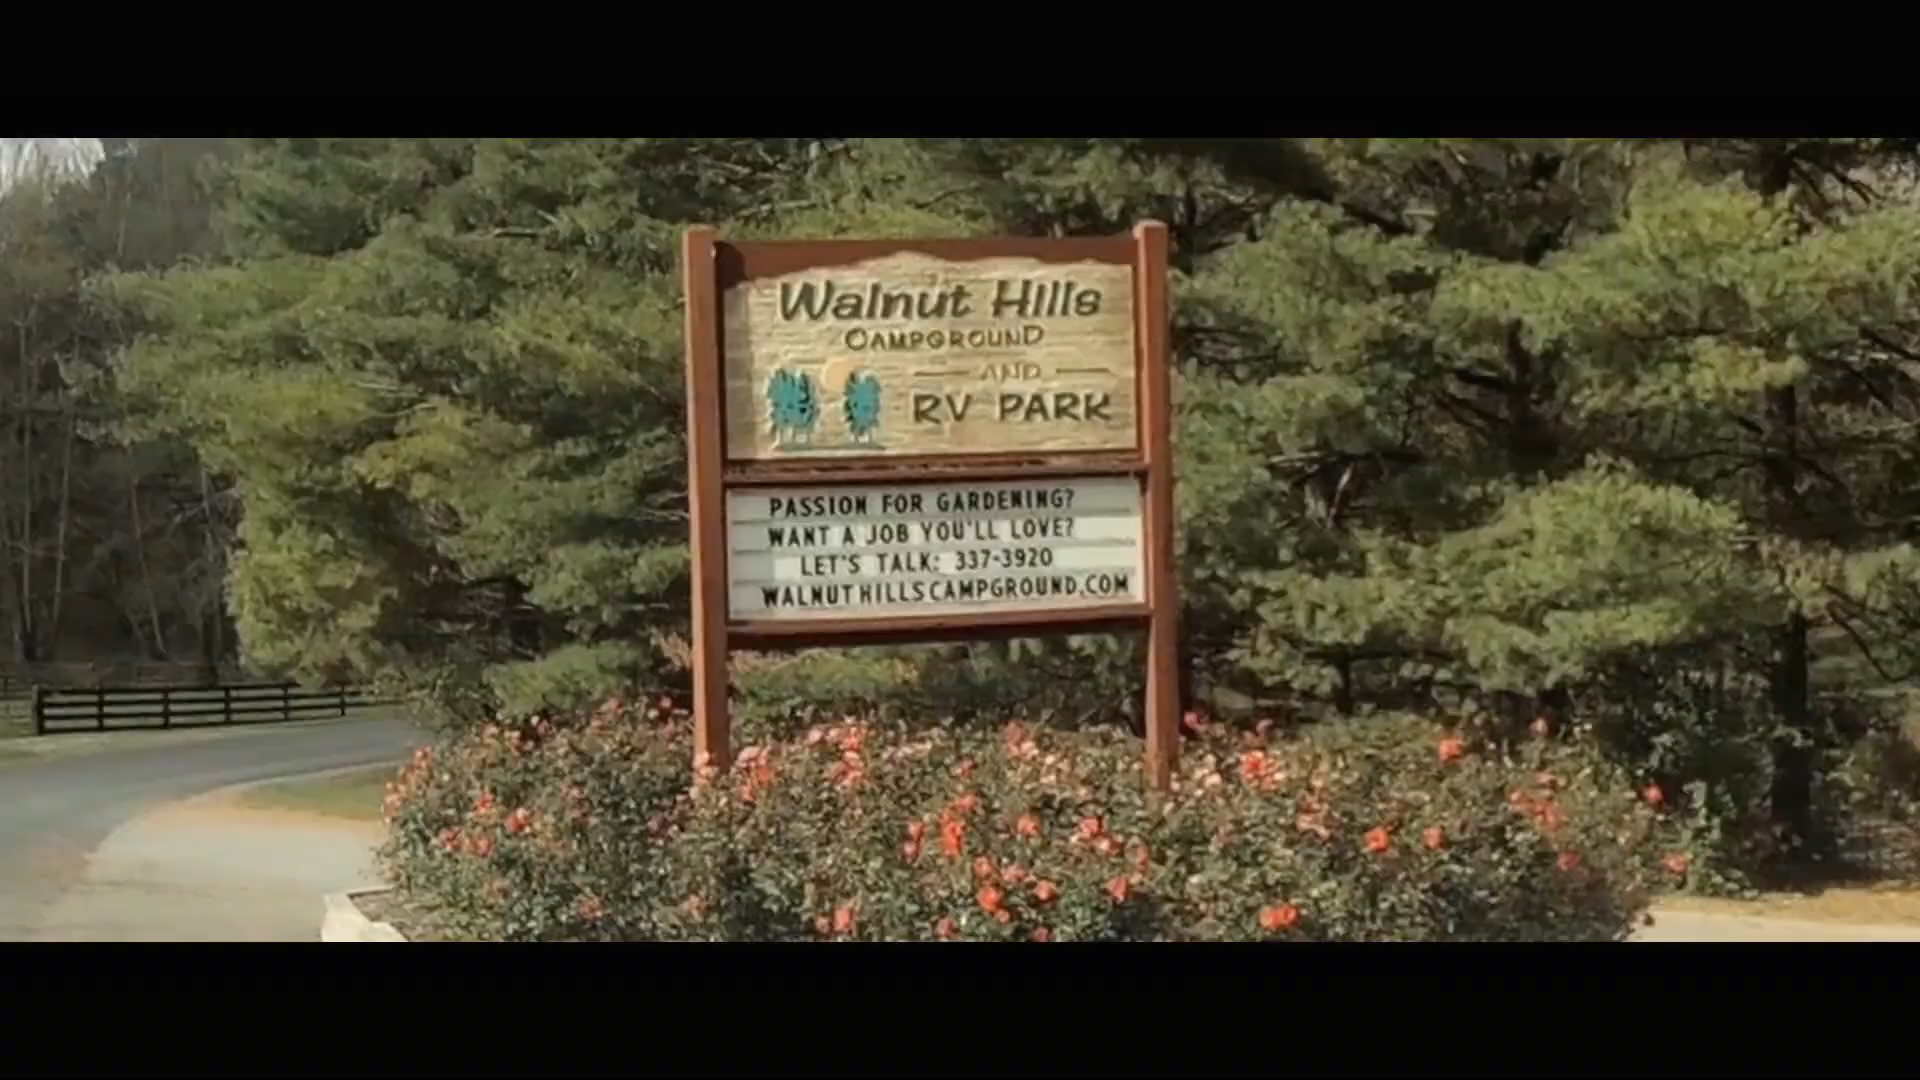 Walnut Hills
CAMPGROUND
AND
RV PARK
PASSION FOR GARDENING?
WANT A JOB YOU'LL LOVE?
LET'S TALK: 337-3920
WALNUTHILLSCAMPGROUND.COM